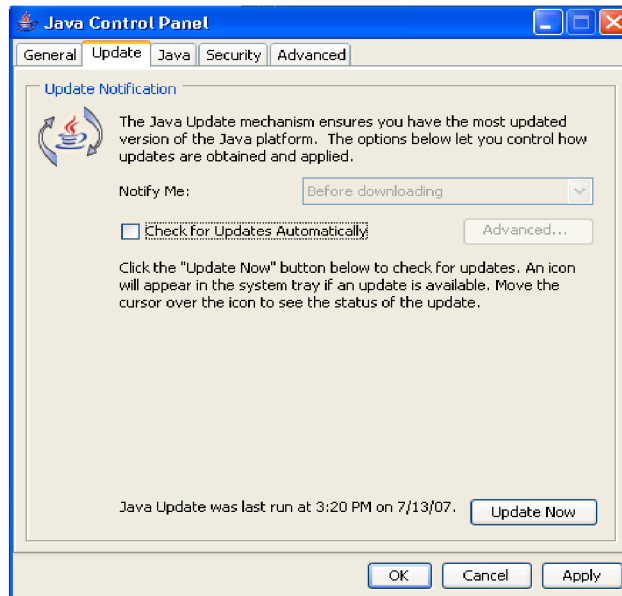 Java Control Panel
General Update Java Security Advanced
Update Notification
The Java Update mechanism ensures you have the most updated
version of the Java platform. The options below let you control how
updates are obtained and applied.
Notify Me: Before downloading
Check for Updates Automatically Advanced...
Click the "Update Now" button below to check for updates. An icon
will appear in the system tray if an update is available. Move the
cursor over the icon to see the status of the update.
Java Update was last run at 3:20 PM on 7/13/07. Update Now
OK Cancel Apply